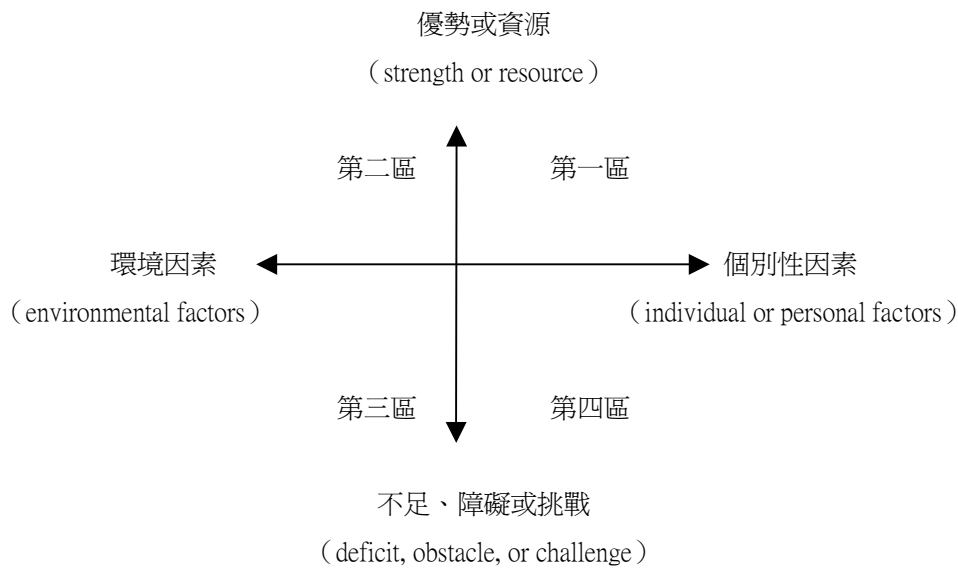 優勢或資源
（strength or resource）
第二區
第一區
環境因素
個別性因素
（environmental factors）
（individual or personal factors）
第三區
第四區
不足、障礙或挑戰
（deficit, obstacle, or challenge）